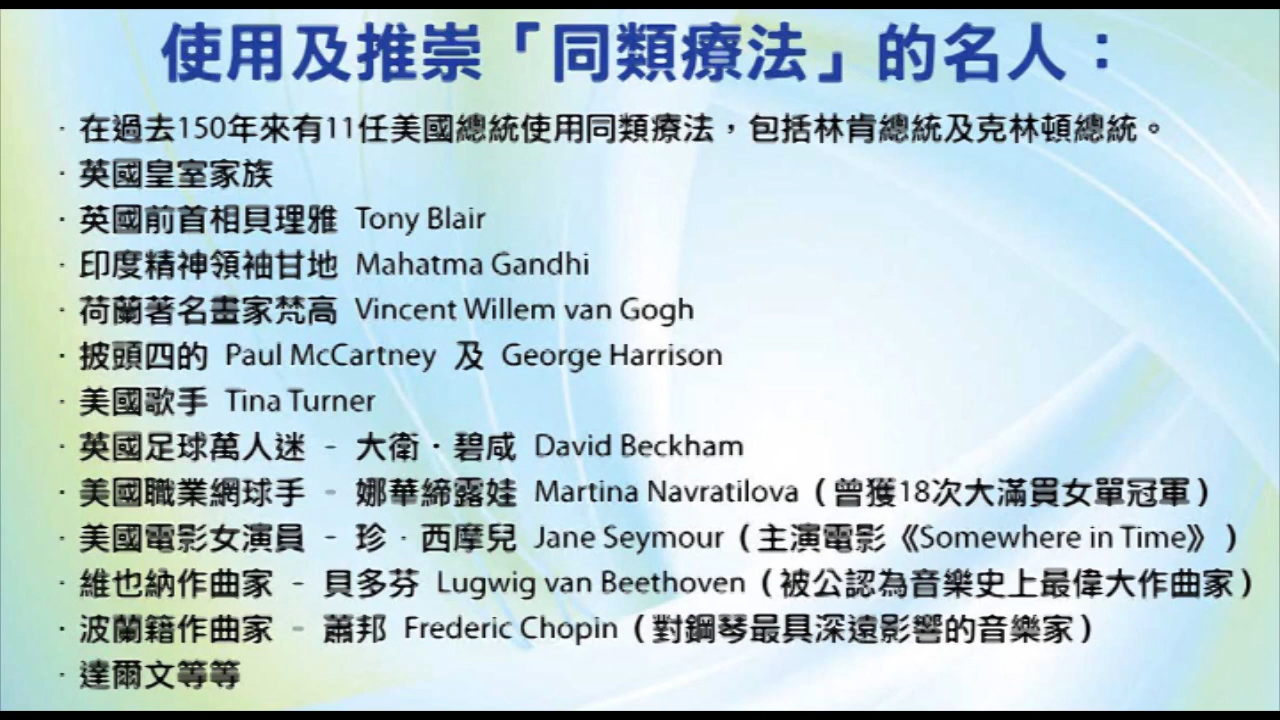 使用及推崇「同類療法」的名人：
· 在過去150年來有11任美國總統使用同類療法，包括林肯總統及克林頓總統。
· 英國皇室家族
· 英國前首相貝理雅 Tony Blair
· 印度精神領袖甘地 Mahatma Gandhi
· 荷蘭著名畫家梵高 Vincent Willem van Gogh
· 披頭四的 Paul McCartney 及 George Harrison
· 美國歌手 Tina Turner
· 英國足球萬人迷 - 大衛·碧咸 David Beckham
· 美國職業網球手 - 娜華締露娃 Martina Navratilova（曾獲18次大滿貫女單冠軍）
· 美國電影女演員 - 珍·西摩兒 Jane Seymour（主演電影《Somewhere in Time》）
· 維也納作曲家 - 貝多芬 Lugwig van Beethoven（被公認為音樂史上最偉大作曲家）
· 波蘭籍作曲家 - 蕭邦 Frederic Chopin（對鋼琴最具深遠影響的音樂家）
· 達爾文等等